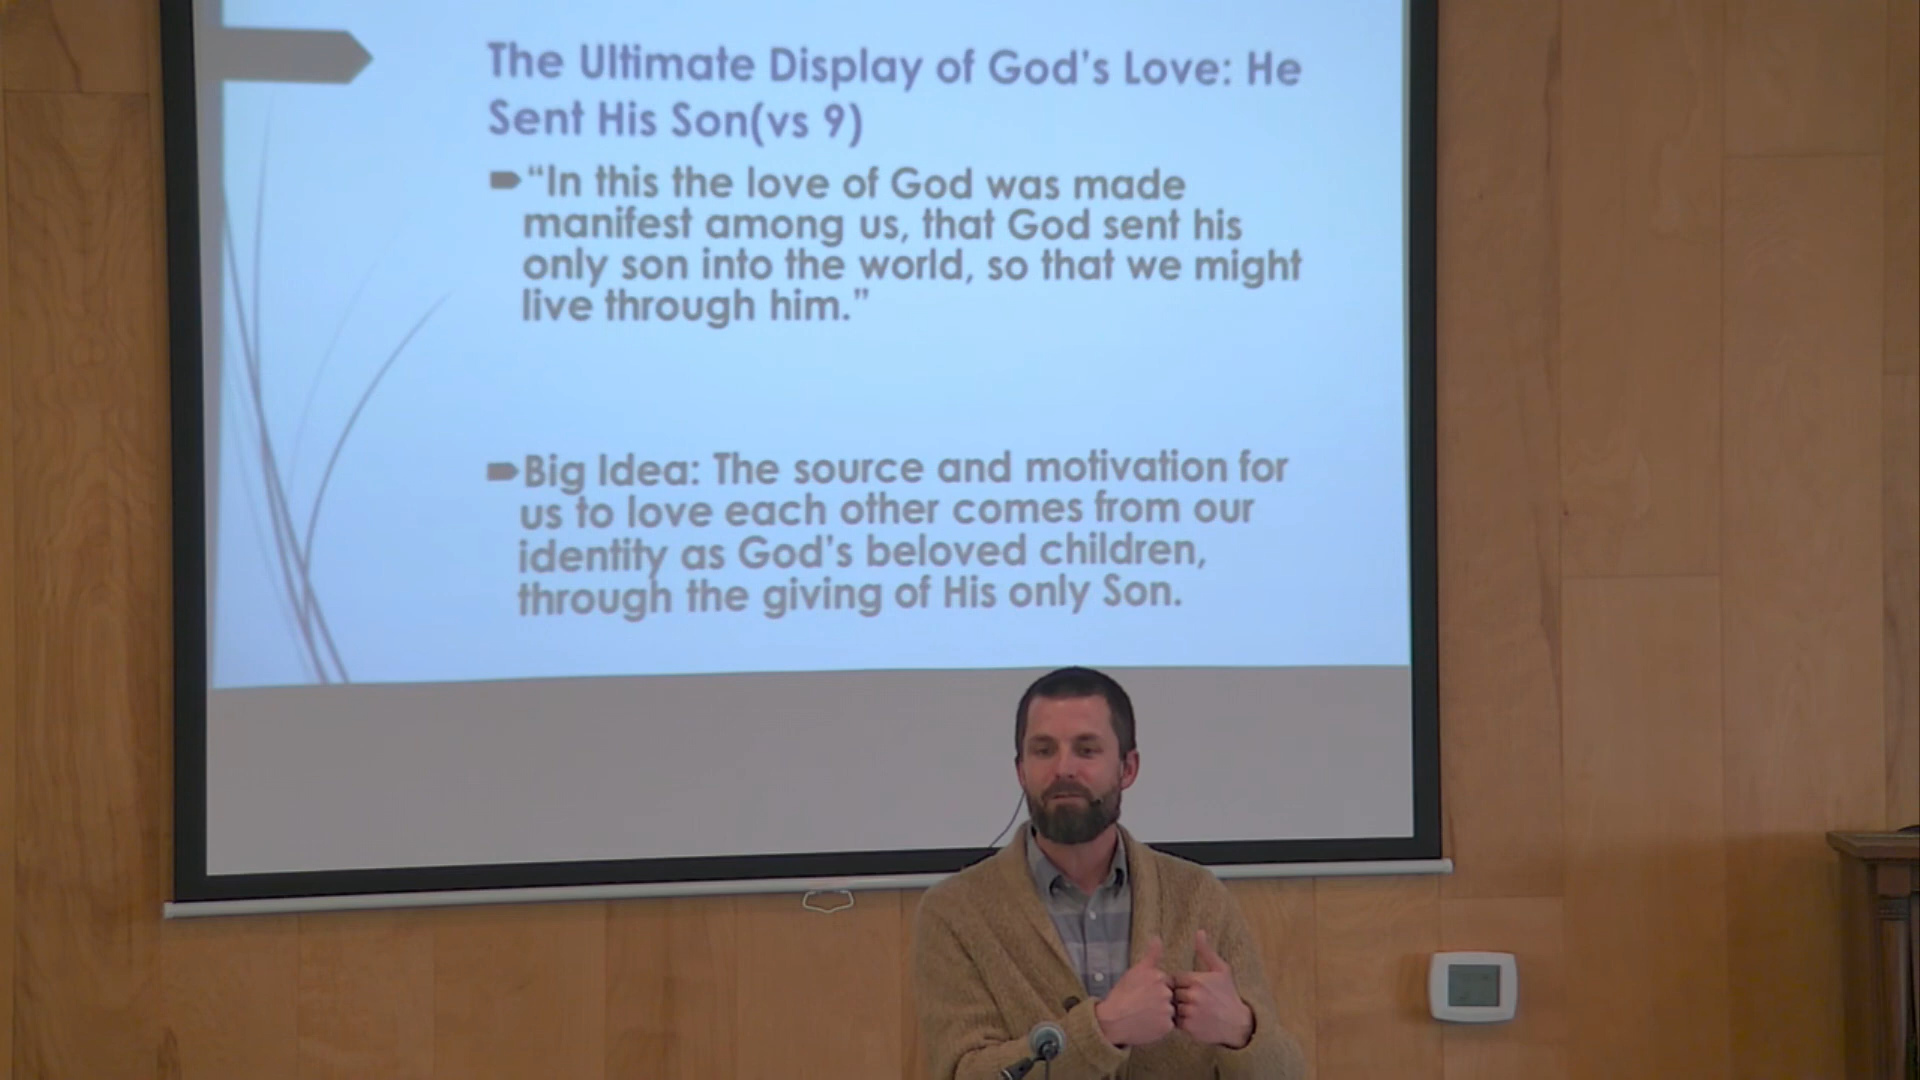 The Ultimate Display of God's Love: He
Sent His Son(vs 9)
"In this the love of God was made
manifest among us, that God sent his
only son into the world, so that we might
live through him."
Big Idea: The source and motivation for
us to love each other comes from our
identity as God's beloved children,
through the giving of His only Son.